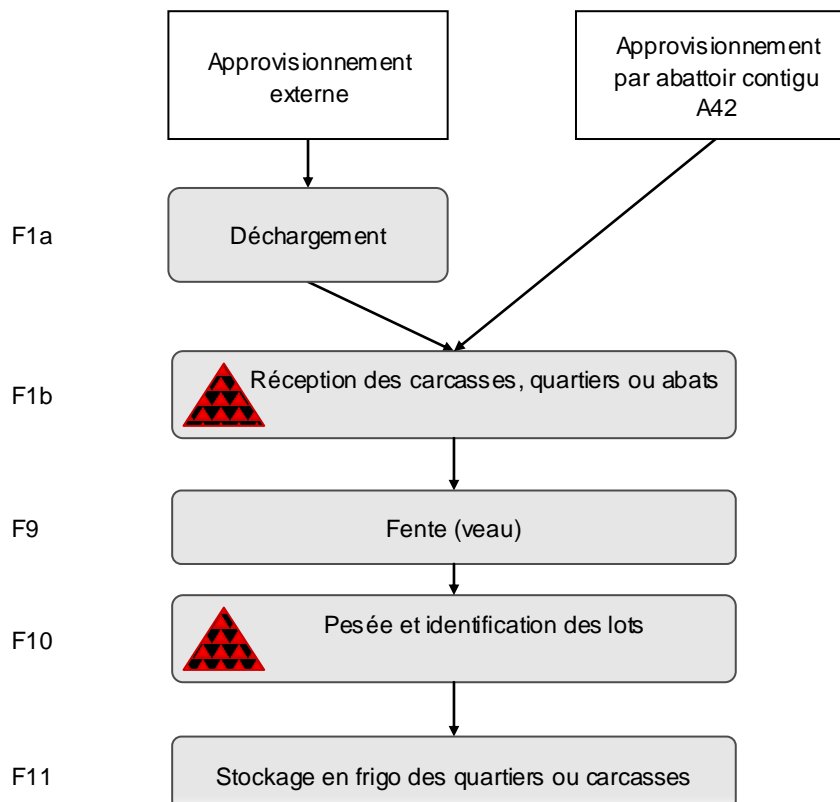 Approvisionnement
externe
Approvisionnement
par abattoir contigu
A42
F1a
Déchargement
F1b
Réception des carcasses, quartiers ou abats
F9
Fente (veau)
F10
Pesée et identification des lots
F11
Stockage en frigo des quartiers ou carcasses